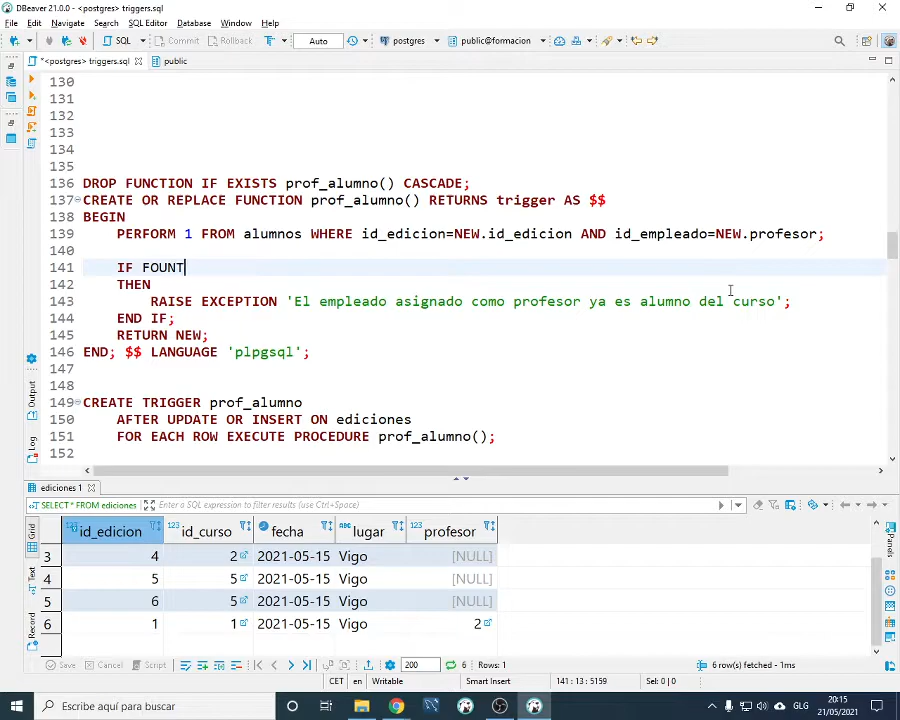 DBeaver 21.0.0 - <postgres> triggers.sql
File Edit Navigate Search SQL Editor Database Window Help
SQL Commit Rollback Auto postgres public@formacion
*<postgres> triggers.sql public
130
131
132
133
134
135
136 DROP FUNCTION IF EXISTS prof_alumno() CASCADE;
137 CREATE OR REPLACE FUNCTION prof_alumno() RETURNS trigger AS $$
138 BEGIN
139 PERFORM 1 FROM alumnos WHERE id_edicion=NEW.id_edicion AND id_empleado=NEW.profesor;
140
141 IF FOUNT
142 THEN
143 RAISE EXCEPTION 'El empleado asignado como profesor ya es alumno del curso';
144 END IF;
145 RETURN NEW;
146 END; $$ LANGUAGE 'plpgsql';
147
148
149 CREATE TRIGGER prof_alumno
150 AFTER UPDATE OR INSERT ON ediciones
151 FOR EACH ROW EXECUTE PROCEDURE prof_alumno();
152
Output
Log
ediciones 1
SELECT * FROM ediciones Enter a SQL expression to filter results (use Ctrl+Space)
Grid
Text
Record
Panels
id_edicion id_curso fecha lugar profesor
3 4 2 2021-05-15 Vigo [NULL]
4 5 5 2021-05-15 Vigo [NULL]
5 6 5 2021-05-15 Vigo [NULL]
6 1 1 2021-05-15 Vigo 2
Save Cancel Script 200 6 Rows: 1 6 row(s) fetched - 1ms
CET en Writable Smart Insert 141 : 13 : 5159 Sel: 0 | 0
Escribe aquí para buscar GLG 20:15
21/05/2021